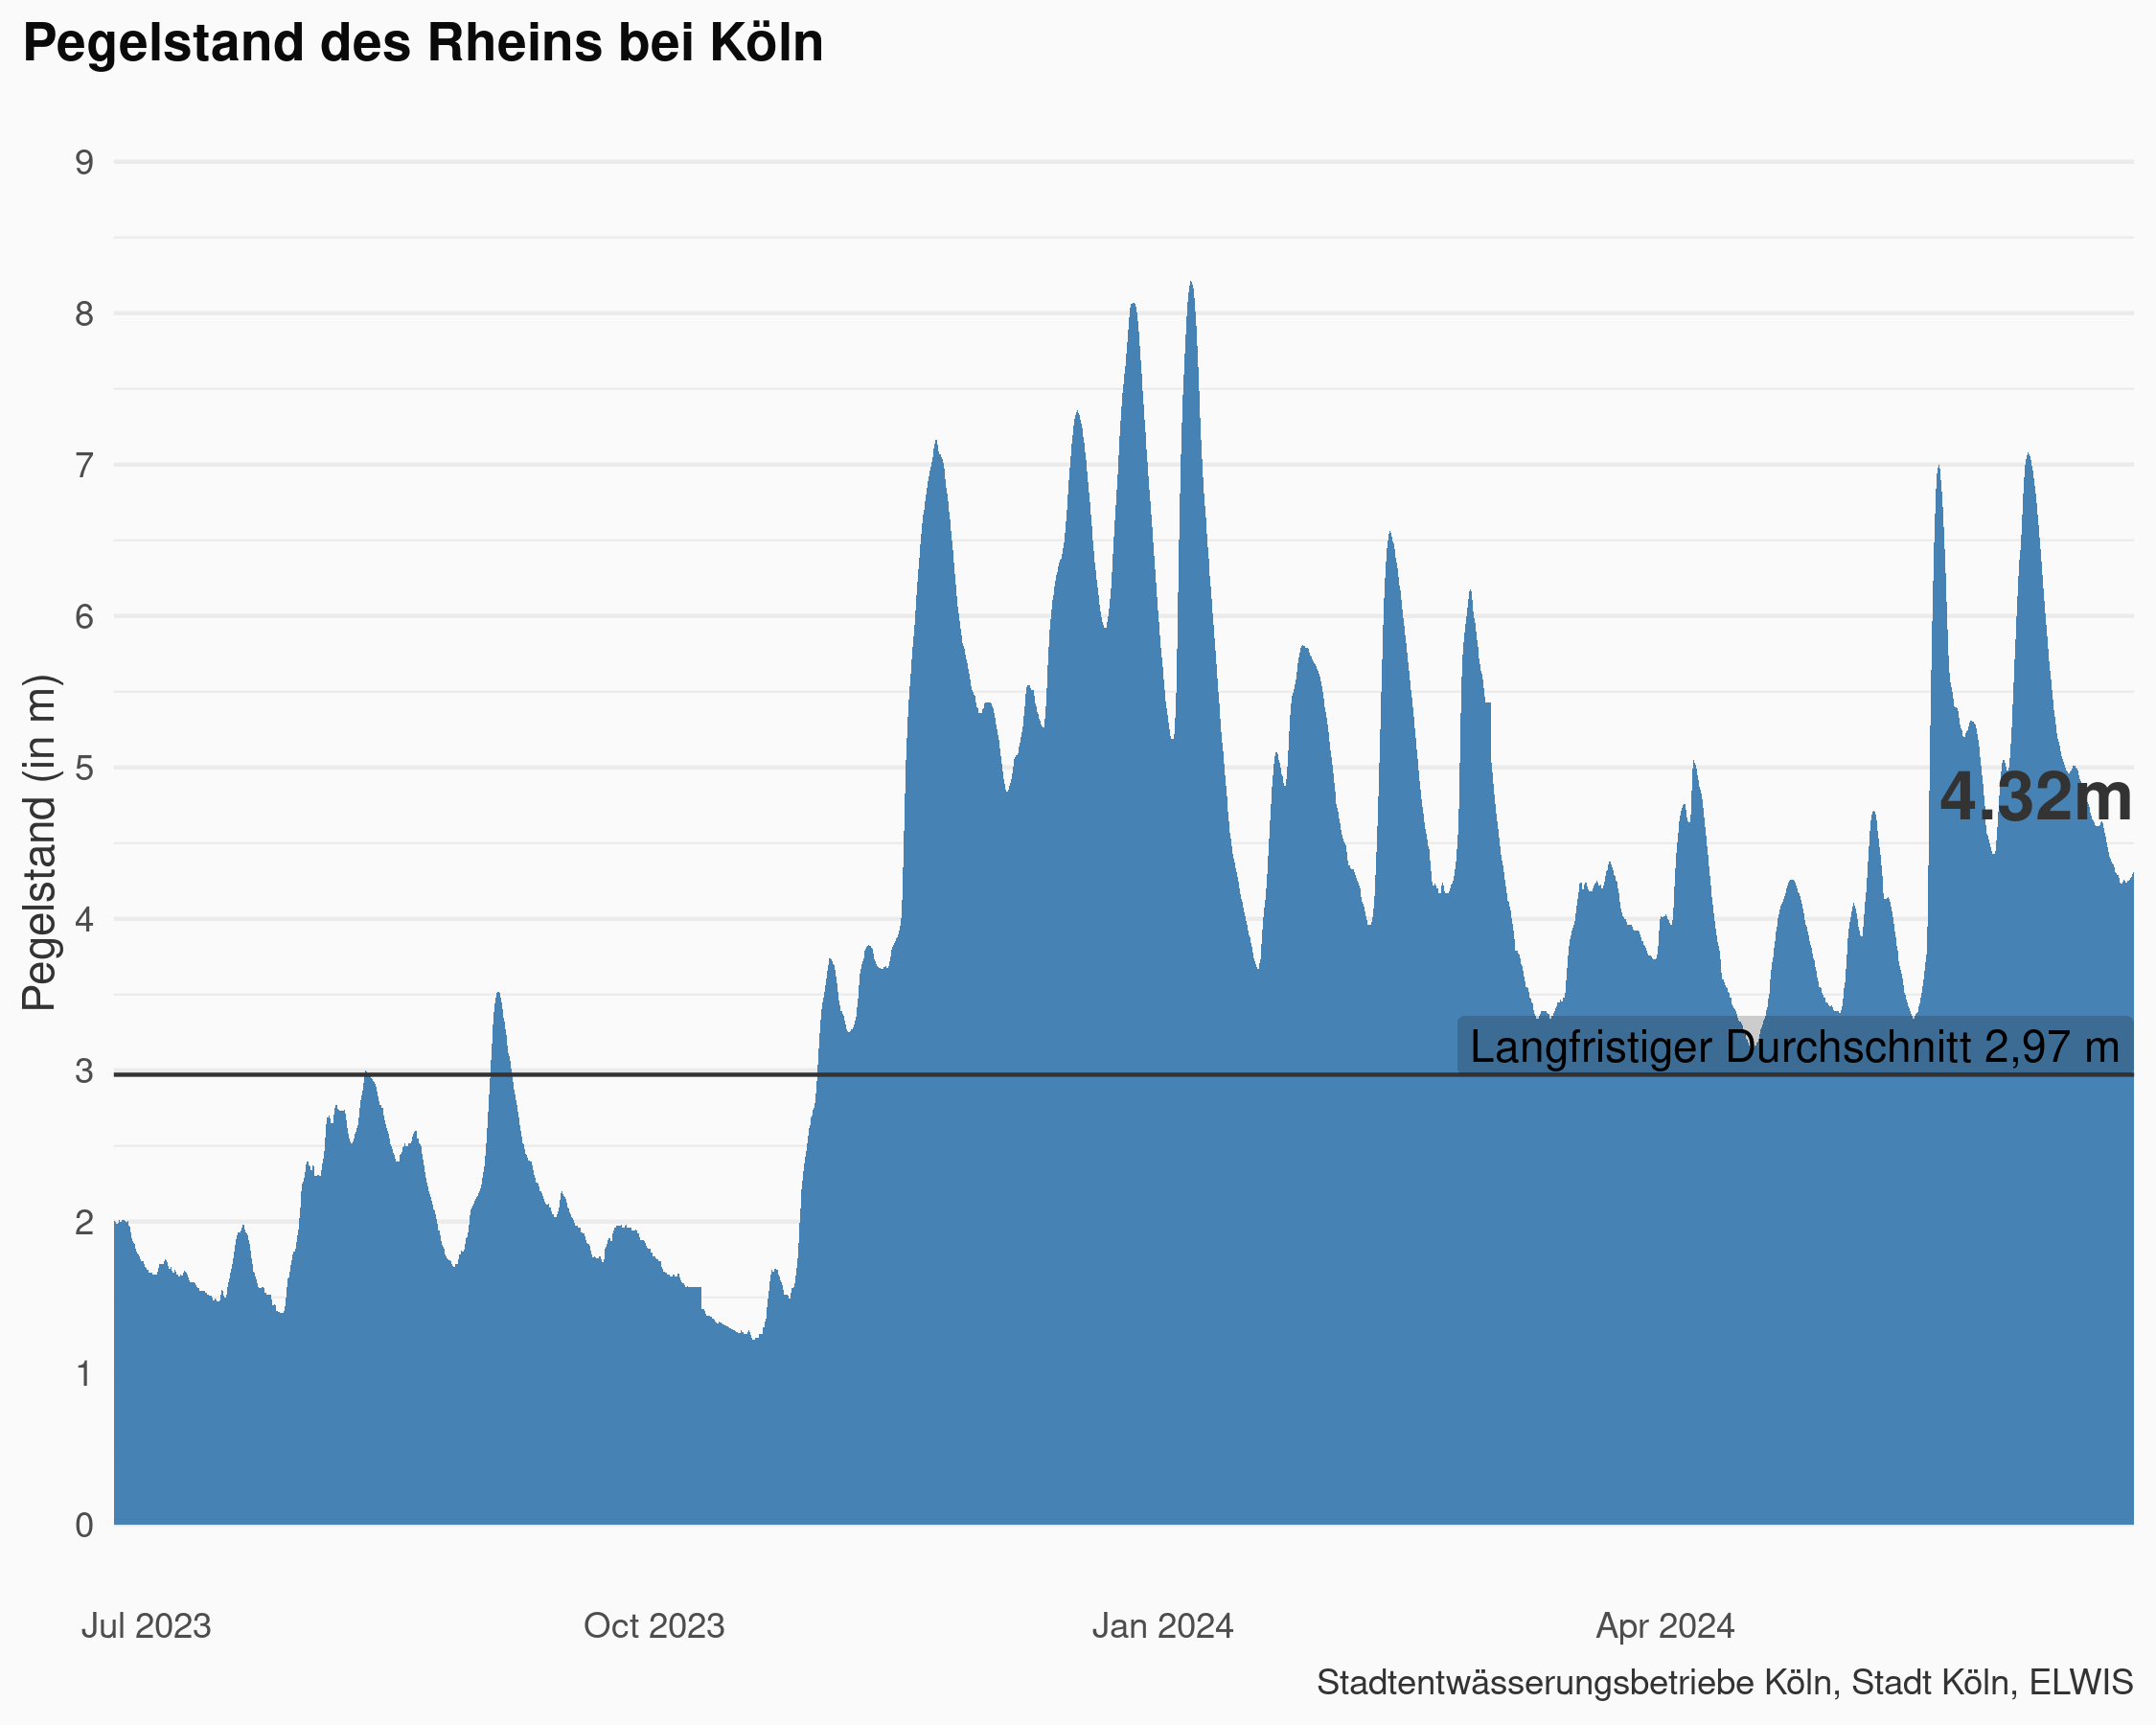 Pegelstand des Rheins bei Köln
Pegelstand (in m)
9
8
7
6
5
4
3
2
1
0
4.32m
Langfristiger Durchschnitt 2,97 m
Jul 2023
Oct 2023
Jan 2024
Apr 2024
Stadtentwässerungsbetriebe Köln, Stadt Köln, ELWIS